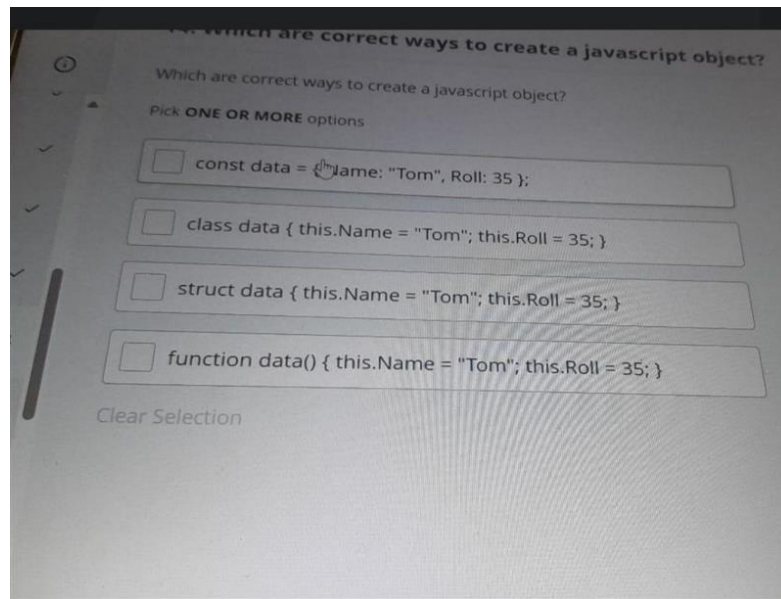 Which are correct ways to create a javascript object?
Which are correct ways to create a javascript object?
Pick ONE OR MORE options
const data = { Name: "Tom", Roll: 35 };
class data { this.Name = "Tom"; this.Roll = 35; }
struct data { this.Name = "Tom"; this.Roll = 35; }
function data() { this.Name = "Tom"; this.Roll = 35; }
Clear Selection